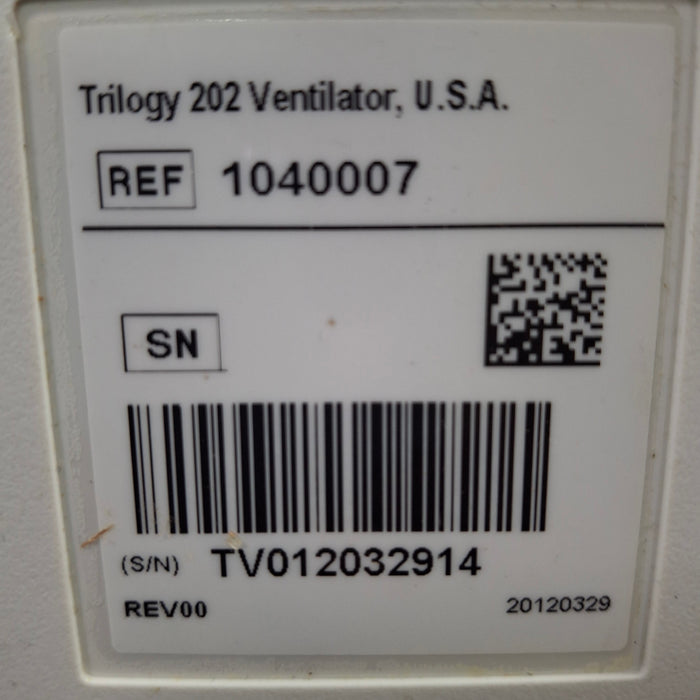 Trilogy 202 Ventilator, U.S.A.
REF 1040007
SN
(S/N) TV012032914
REV00 20120329